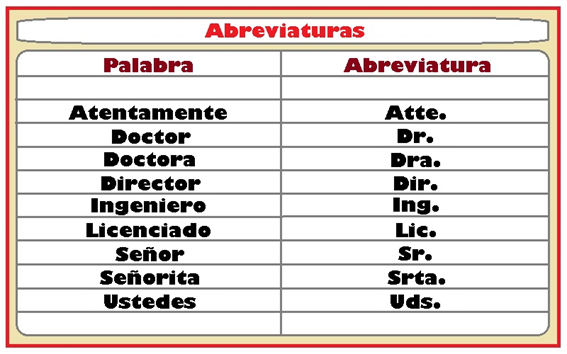 Abreviaturas
Palabra Abreviatura
Atentamente Atte.
Doctor Dr.
Doctora Dra.
Director Dir.
Ingeniero Ing.
Licenciado Lic.
Señor Sr.
Señorita Srta.
Ustedes Uds.